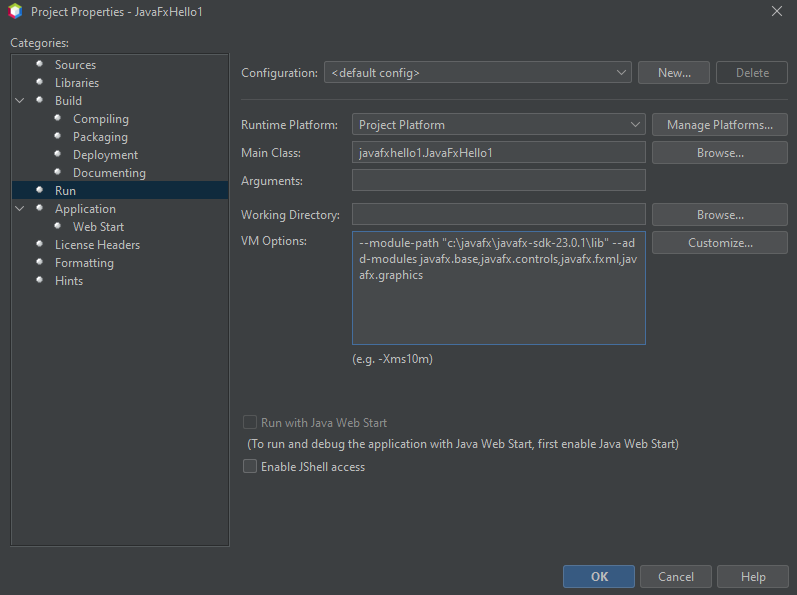 Project Properties - JavaFxHello1
Categories:
Sources
Libraries
Build
Compiling
Packaging
Deployment
Documenting
Run
Application
Web Start
License Headers
Formatting
Hints
Configuration: <default config> New... Delete
Runtime Platform: Project Platform Manage Platforms...
Main Class: javafxhello1.JavaFxHello1 Browse...
Arguments:
Working Directory: Browse...
VM Options: --module-path "c:\javafx\javafx-sdk-23.0.1\lib" --ad Customize...
d-modules javafx.base,javafx.controls,javafx.fxml,jav
afx.graphics
(e.g. -Xms10m)
Run with Java Web Start
(To run and debug the application with Java Web Start, first enable Java Web Start)
Enable JShell access
OK Cancel Help